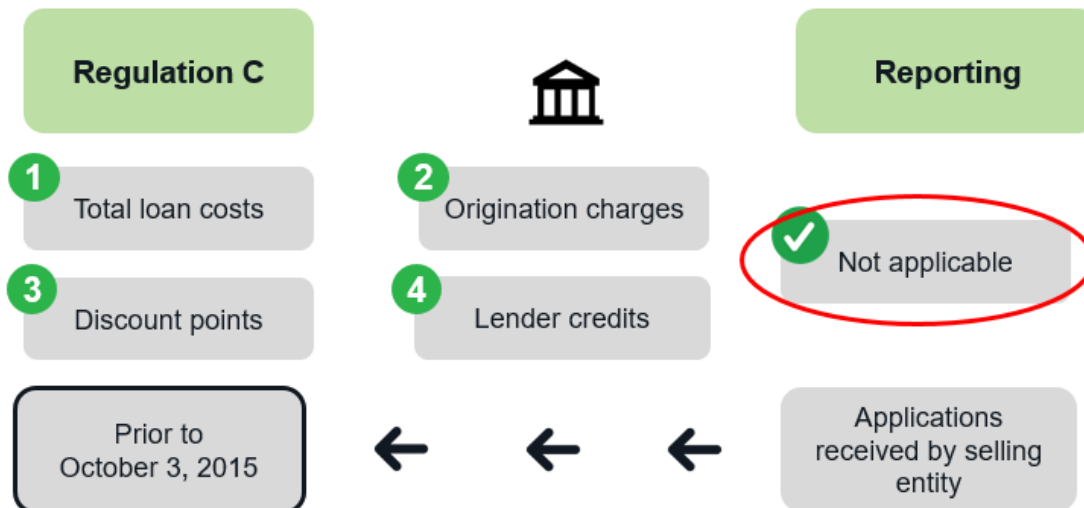 Regulation C
Reporting
1
Total loan costs
2
Origination charges
Not applicable
3
Discount points
4
Lender credits
Prior to
October 3, 2015
Applications
received by selling
entity